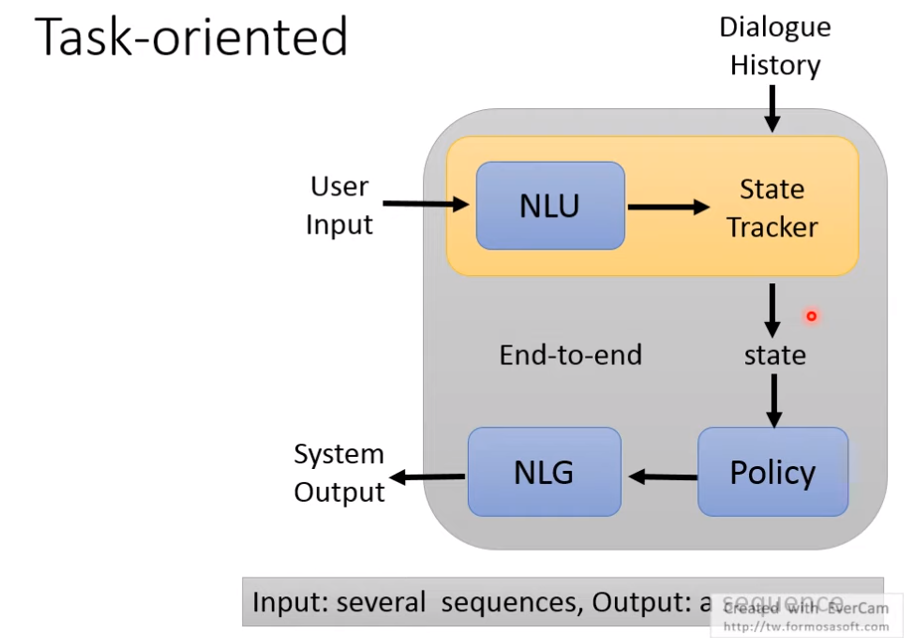 Task-oriented
Dialogue
History
User
Input
NLU
State
Tracker
End-to-end
state
System
Output
NLG
Policy
Input: several sequences, Output: a sequence
Created with EverCam
http://tw.formosasoft.com